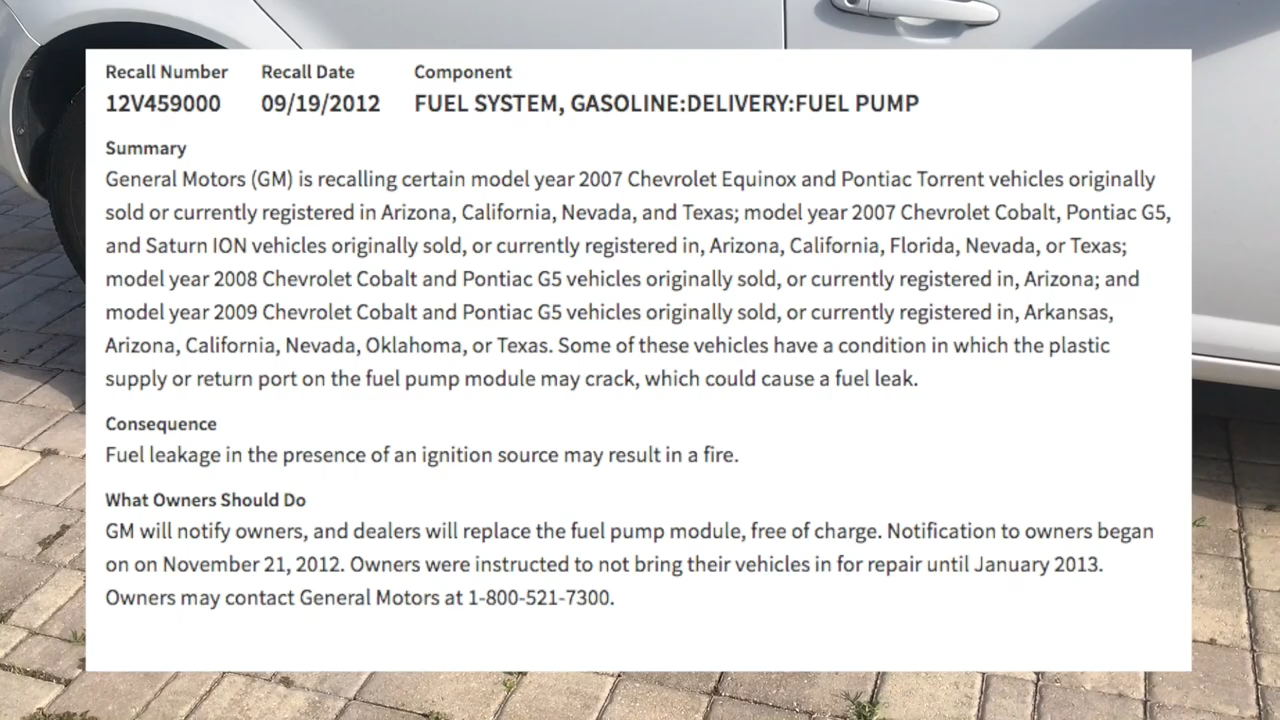 Recall Number Recall Date Component
12V459000 09/19/2012 FUEL SYSTEM, GASOLINE:DELIVERY:FUEL PUMP
Summary
General Motors (GM) is recalling certain model year 2007 Chevrolet Equinox and Pontiac Torrent vehicles originally
sold or currently registered in Arizona, California, Nevada, and Texas; model year 2007 Chevrolet Cobalt, Pontiac G5,
and Saturn ION vehicles originally sold, or currently registered in, Arizona, California, Florida, Nevada, or Texas;
model year 2008 Chevrolet Cobalt and Pontiac G5 vehicles originally sold, or currently registered in, Arizona; and
model year 2009 Chevrolet Cobalt and Pontiac G5 vehicles originally sold, or currently registered in, Arkansas,
Arizona, California, Nevada, Oklahoma, or Texas. Some of these vehicles have a condition in which the plastic
supply or return port on the fuel pump module may crack, which could cause a fuel leak.
Consequence
Fuel leakage in the presence of an ignition source may result in a fire.
What Owners Should Do
GM will notify owners, and dealers will replace the fuel pump module, free of charge. Notification to owners began
on on November 21, 2012. Owners were instructed to not bring their vehicles in for repair until January 2013.
Owners may contact General Motors at 1-800-521-7300.